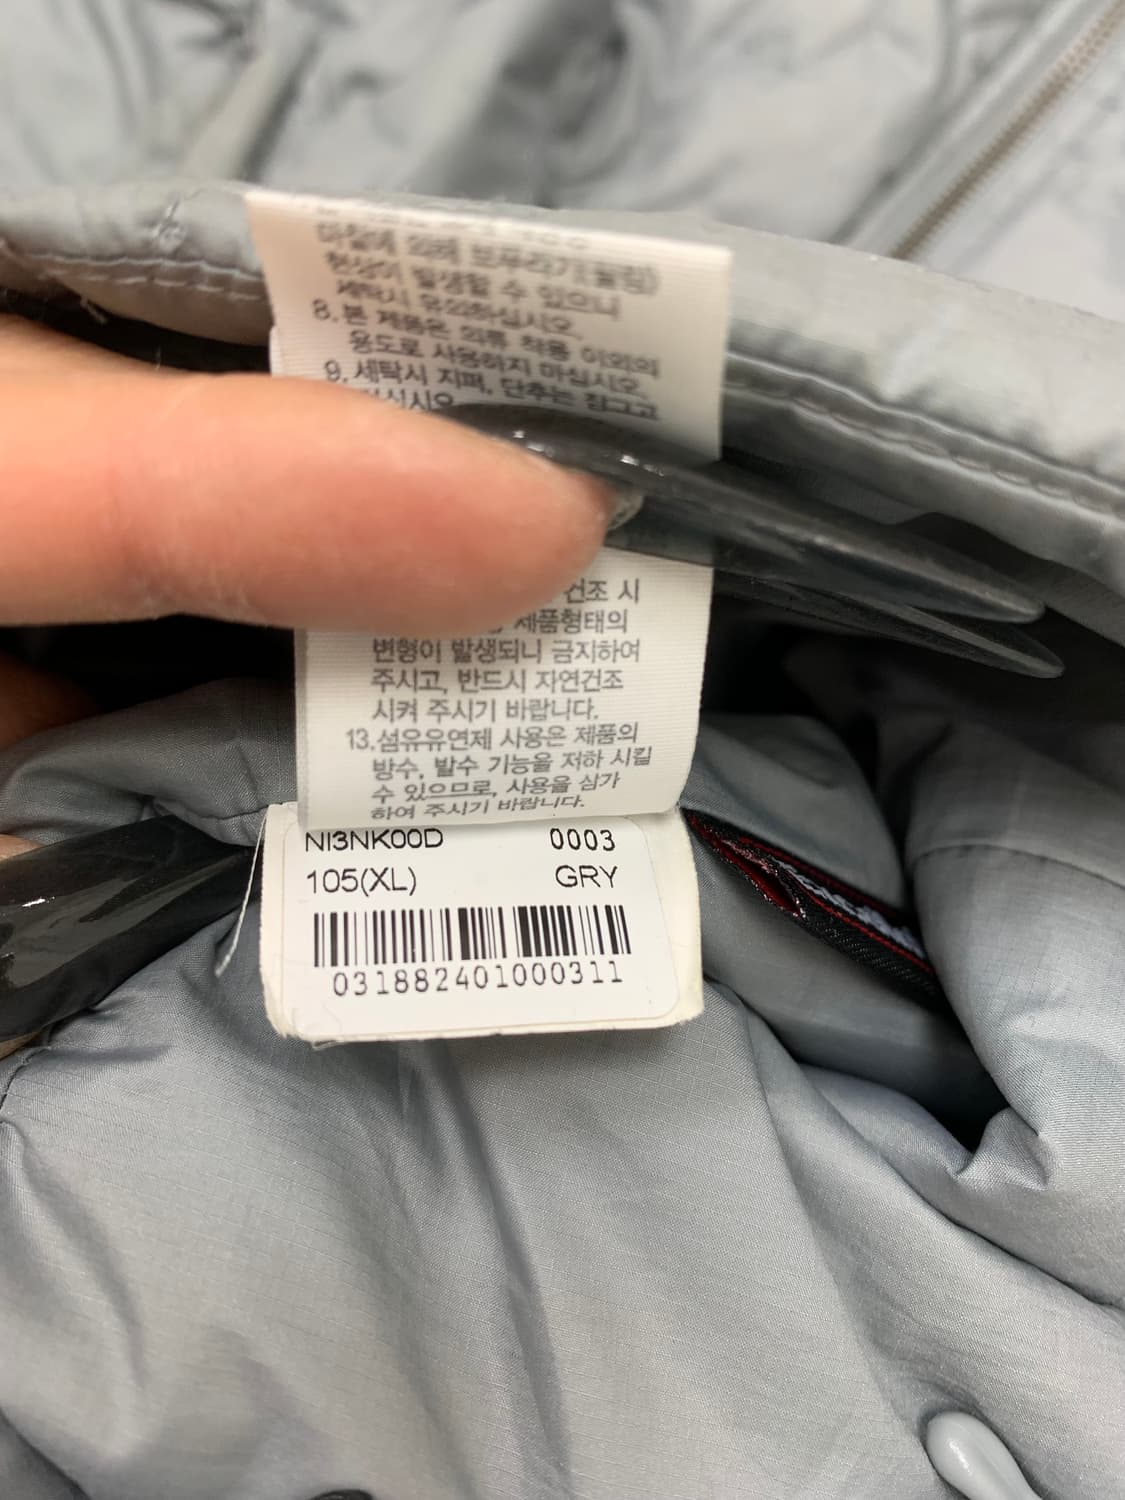 마찰에 의해 보푸라기(필링)
현상이 발생할 수 있으니
세탁시 유의하십시오.
8. 본 제품은 의류 착용 이외의
용도로 사용하지 마십시오.
9. 세탁시 지퍼, 단추는 잠그고
건조 시
제품형태의
변형이 발생되니 금지하여
주시고, 반드시 자연건조
시켜 주시기 바랍니다.
13.섬유유연제 사용은 제품의
방수, 발수 기능을 저하 시킬
수 있으므로, 사용을 삼가
하여 주시기 바랍니다.
NI3NK00D 0003
105(XL) GRY
031882401000311